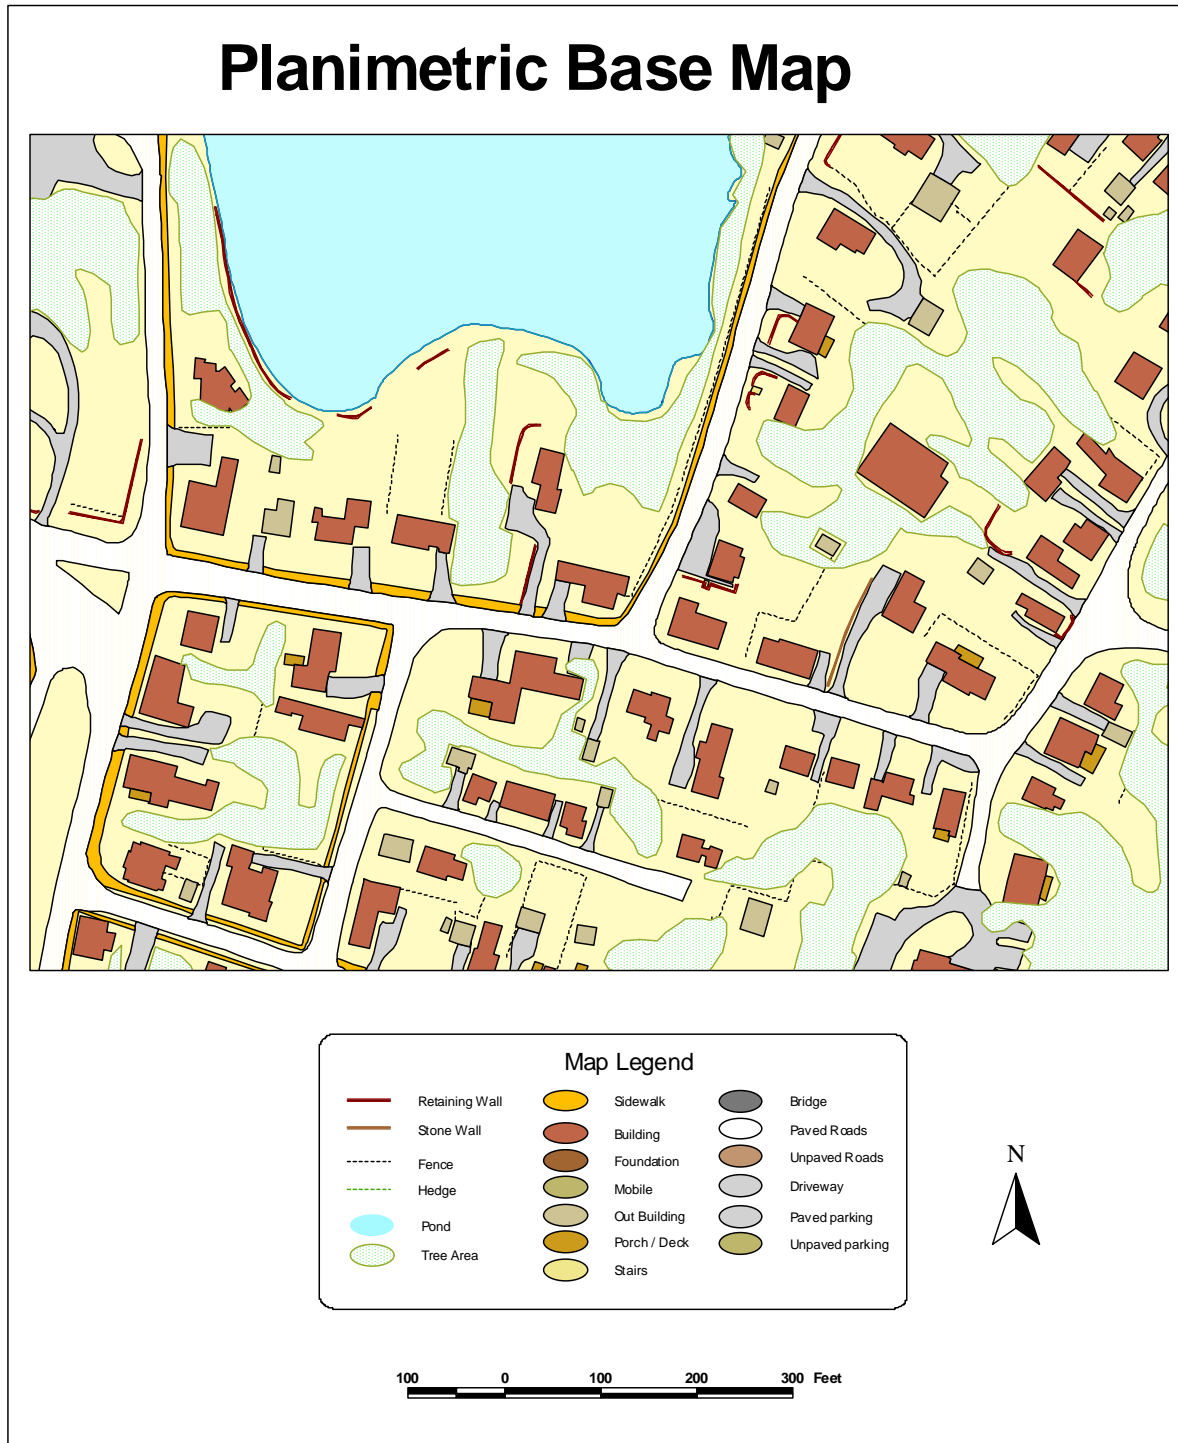 Planimetric Base Map
Map Legend
Retaining Wall
Stone Wall
Fence
Hedge
Pond
Tree Area
Sidewalk
Building
Foundation
Mobile
Out Building
Porch / Deck
Stairs
Bridge
Paved Roads
Unpaved Roads
Driveway
Paved parking
Unpaved parking
N
100 0 100 200 300 Feet